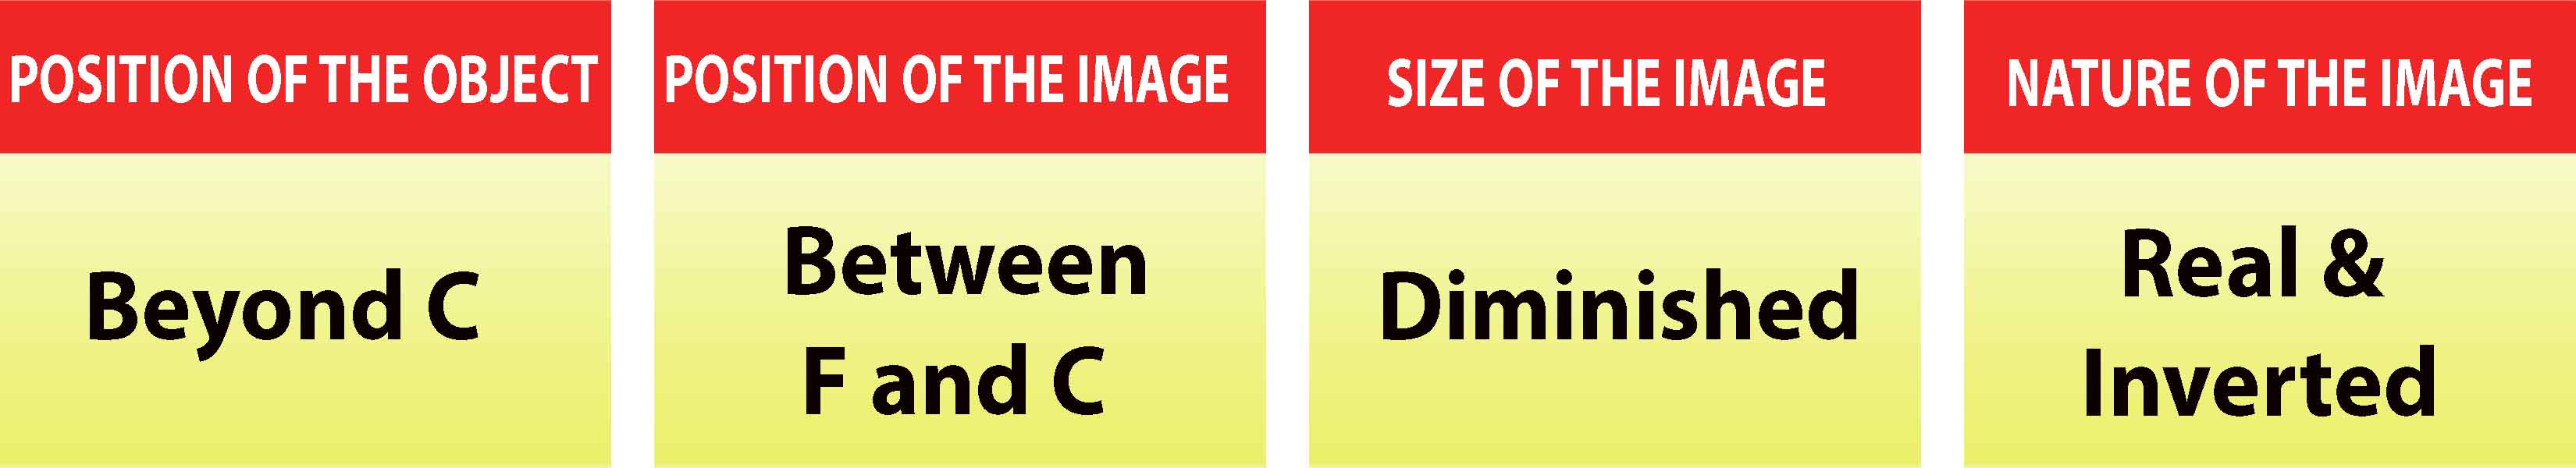 POSITION OF THE OBJECT
Beyond C
POSITION OF THE IMAGE
Between
F and C
SIZE OF THE IMAGE
Diminished
NATURE OF THE IMAGE
Real &
Inverted